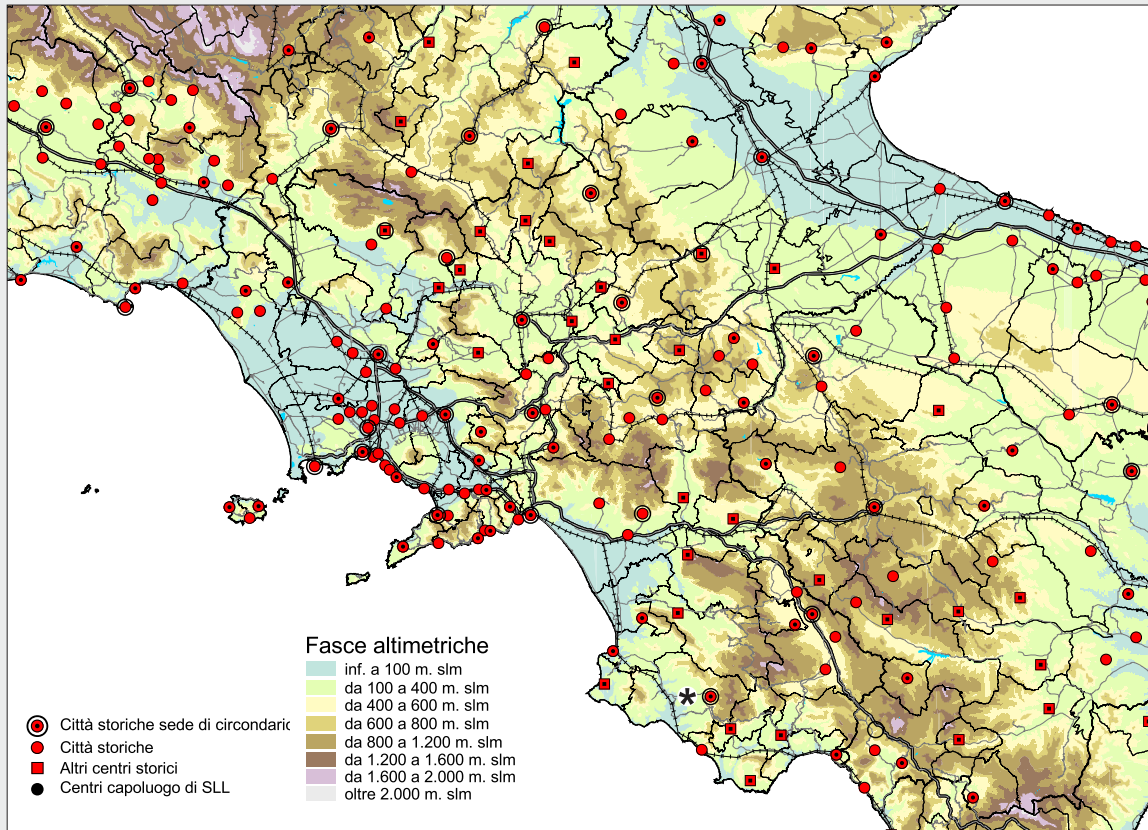 *
Fasce altimetriche
inf. a 100 m. slm
da 100 a 400 m. slm
da 400 a 600 m. slm
da 600 a 800 m. slm
da 800 a 1.200 m. slm
da 1.200 a 1.600 m. slm
da 1.600 a 2.000 m. slm
oltre 2.000 m. slm
Città storiche sede di circondaric
Città storiche
Altri centri storici
Centri capoluogo di SLL